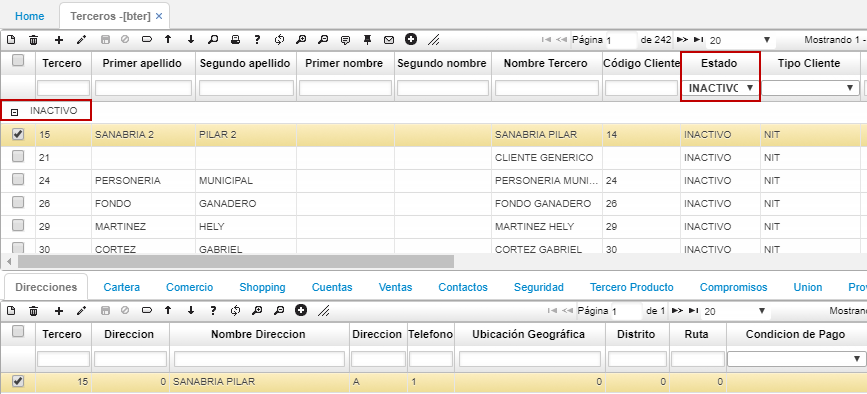 Home Terceros -[bter] ×
Página 1 de 242 20 Mostrando 1 -
Tercero Primer apellido Segundo apellido Primer nombre Segundo nombre Nombre Tercero Código Cliente Estado Tipo Cliente
INACTIVO
INACTIVO
15 SANABRIA 2 PILAR 2 SANABRIA PILAR 14 INACTIVO NIT
21 CLIENTE GENERICO INACTIVO NIT
24 PERSONERIA MUNICIPAL PERSONERIA MUNI... 24 INACTIVO NIT
26 FONDO GANADERO FONDO GANADERO 26 INACTIVO NIT
29 MARTINEZ HELY MARTINEZ HELY 29 INACTIVO NIT
30 CORTEZ GABRIEL CORTEZ GABRIEL 30 INACTIVO NIT
Direcciones Cartera Comercio Shopping Cuentas Ventas Contactos Seguridad Tercero Producto Compromisos Union Prov
Página 1 de 1 20 Mostran
Tercero Direccion Nombre Direccion Direccion Telefono Ubicación Geográfica Distrito Ruta Condicion de Pago
15 0 SANABRIA PILAR A 1 0 0 0